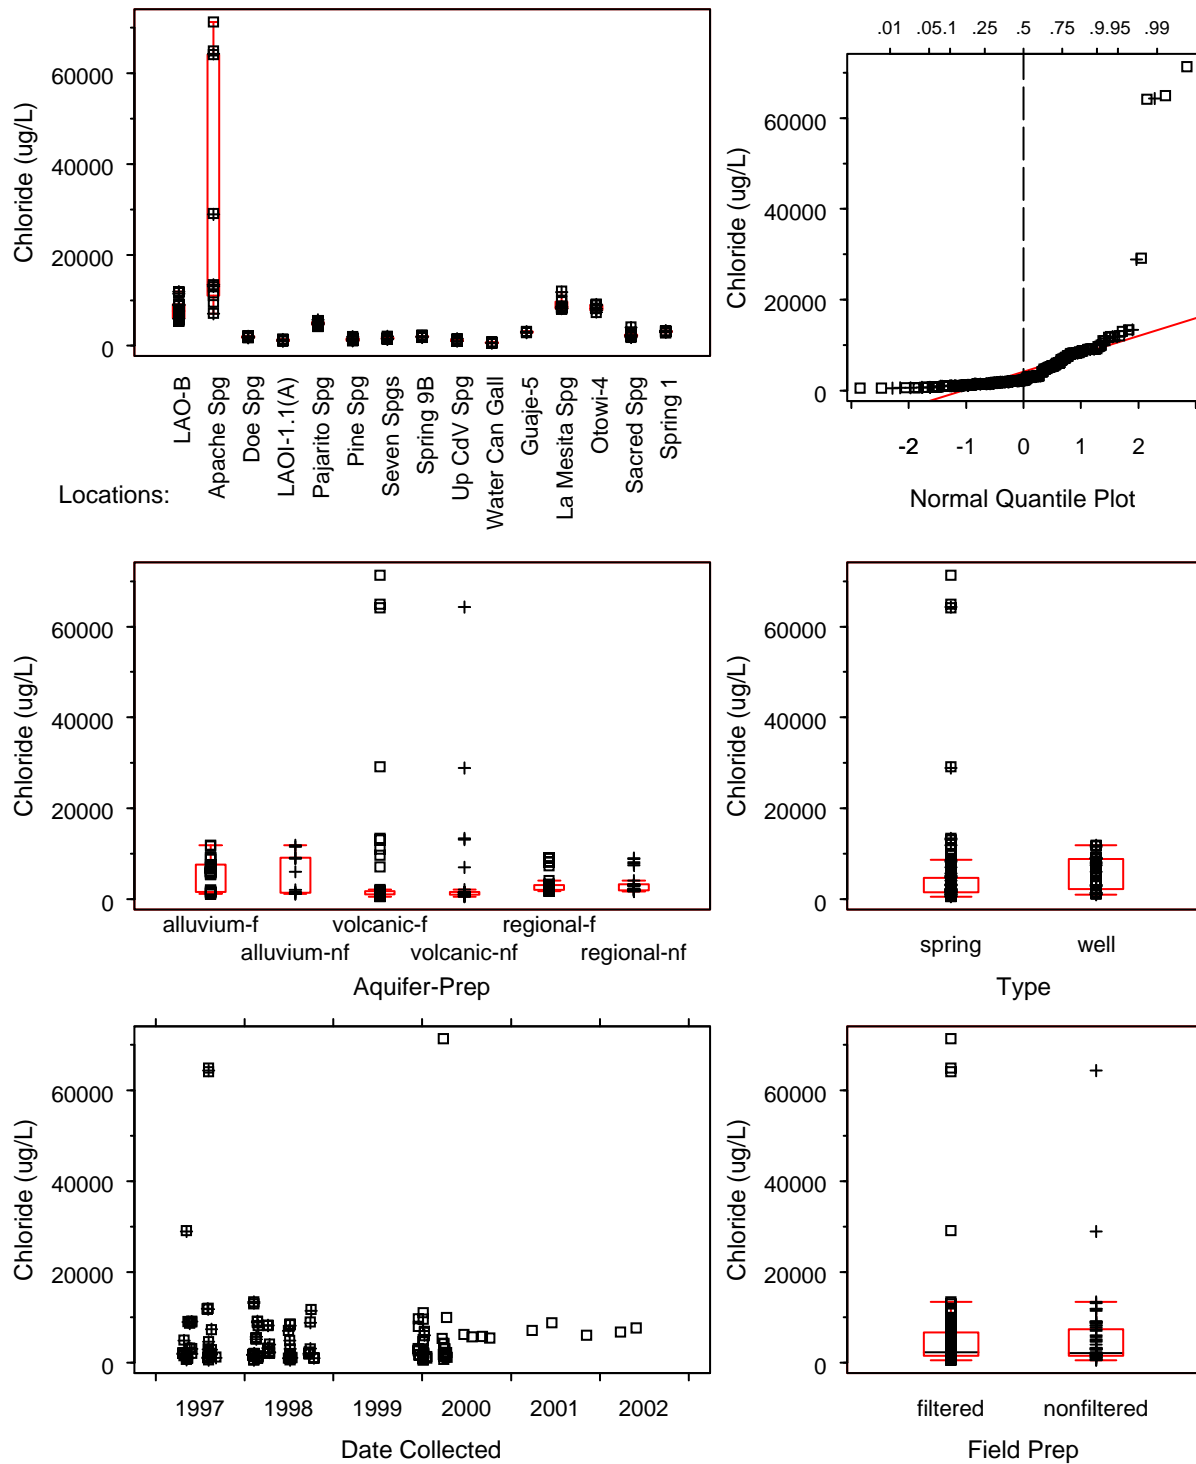 .01 .05 .1 .25 .5 .75 .9 .95 .99
Chloride (ug/L)
60000
40000
20000
0
LAO-B
Apache Spg
Doe Spg
LAOI-1.1(A)
Pajarito Spg
Pine Spg
Seven Spgs
Spring 9B
Up CdV Spg
Water Can Gall
Guaje-5
La Mesita Spg
Otowi-4
Sacred Spg
Spring 1
Locations:
Chloride (ug/L)
60000
40000
20000
0
-2 -1 0 1 2
Normal Quantile Plot
Chloride (ug/L)
60000
40000
20000
0
alluvium-f volcanic-f regional-f
alluvium-nf volcanic-nf regional-nf
Aquifer-Prep
Chloride (ug/L)
60000
40000
20000
0
spring well
Type
Chloride (ug/L)
60000
40000
20000
0
1997 1998 1999 2000 2001 2002
Date Collected
Chloride (ug/L)
60000
40000
20000
0
filtered nonfiltered
Field Prep